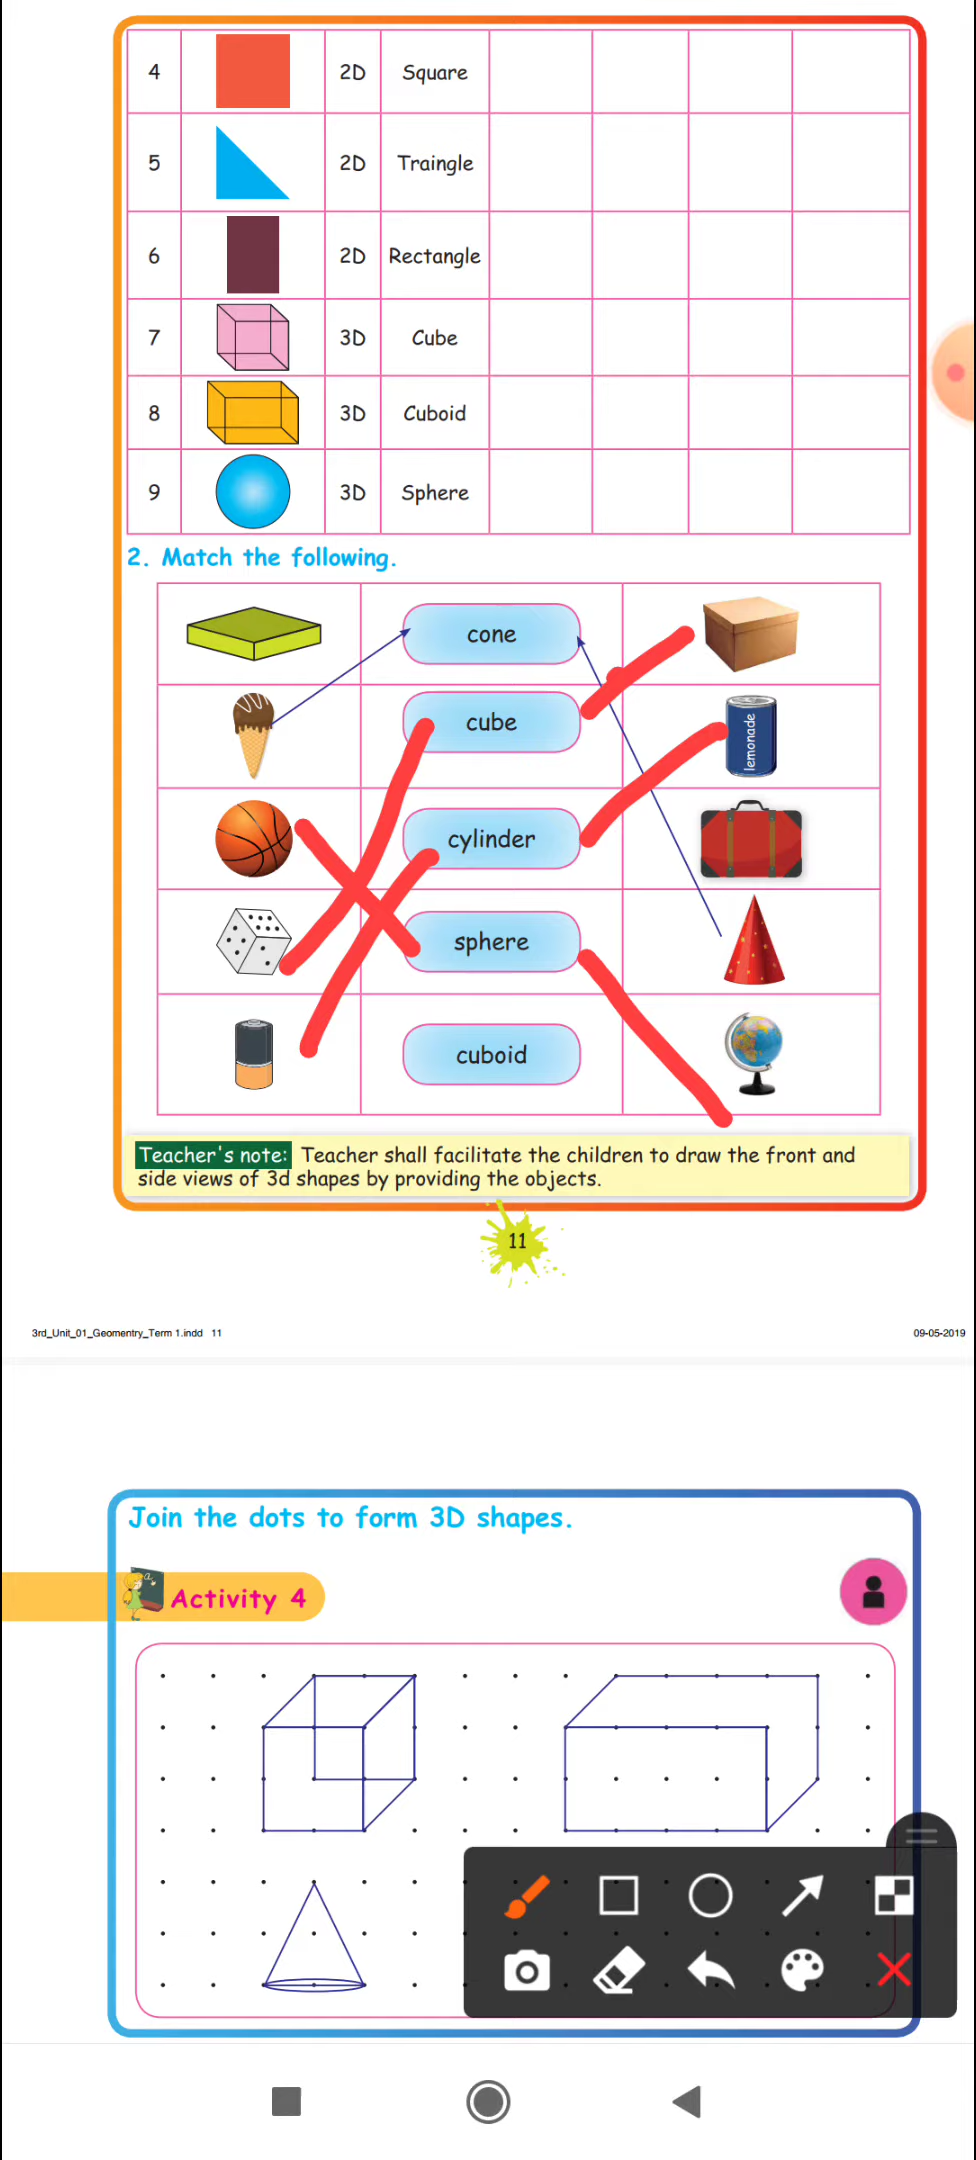 4 2D Square
5 2D Traingle
6 2D Rectangle
7 3D Cube
8 3D Cuboid
9 3D Sphere
2. Match the following.
cone
cube
lemonade
cylinder
sphere
cuboid
Teacher's note: Teacher shall facilitate the children to draw the front and
side views of 3d shapes by providing the objects.
11
3rd_Unit_01_Geomentry_Term 1.indd 11 09-05-2019
Join the dots to form 3D shapes.
Activity 4